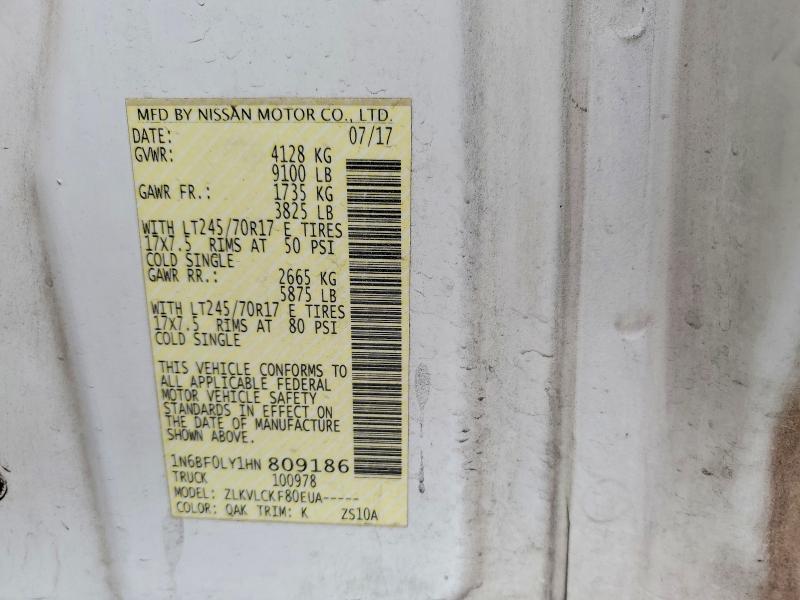 MFD BY NISSAN MOTOR CO., LTD.
DATE: 07/17
GVWR: 4128 KG
9100 LB
GAWR FR.: 1735 KG
3825 LB
WITH LT245/70R17 E TIRES
17X7.5 RIMS AT 50 PSI
COLD SINGLE
GAWR RR.: 2665 KG
5875 LB
WITH LT245/70R17 E TIRES
17X7.5 RIMS AT 80 PSI
COLD SINGLE
THIS VEHICLE CONFORMS TO
ALL APPLICABLE FEDERAL
MOTOR VEHICLE SAFETY
STANDARDS IN EFFECT ON
THE DATE OF MANUFACTURE
SHOWN ABOVE.
1N6BF0LY1HN 809186
TRUCK 100978
MODEL: ZLKVLCKF80EUA-----
COLOR: QAK TRIM: K ZS10A